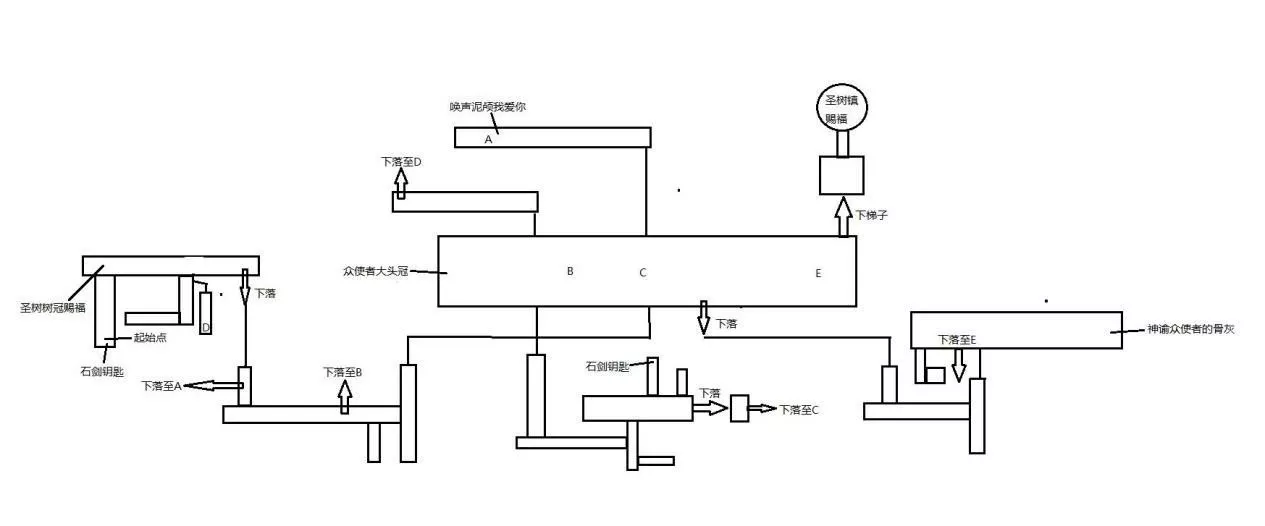 唤声泥颅我爱你
A
圣树镇
赐福
下落至D
下梯子
众使者大头冠
B
C
E
圣树树冠赐福
下落
D
起始点
石剑钥匙
下落
下落至A
下落至B
石剑钥匙
下落
下落至C
下落至E
神谕众使者的骨灰